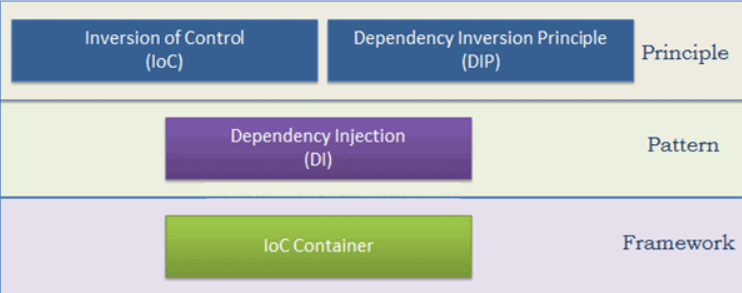 Inversion of Control
(IoC)
Dependency Inversion Principle
(DIP)
Principle
Dependency Injection
(DI)
Pattern
IoC Container
Framework